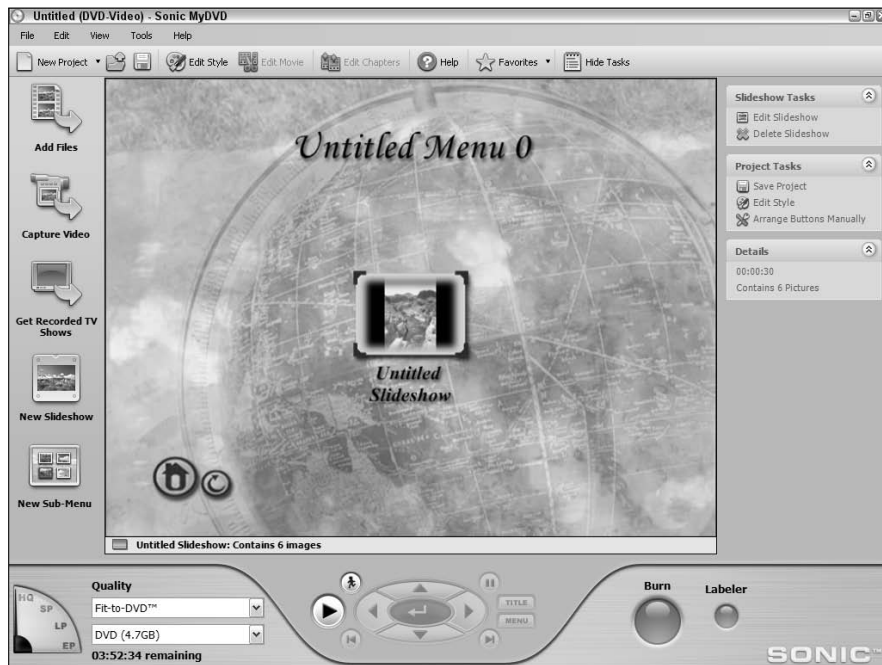 Untitled (DVD-Video) - Sonic MyDVD
File Edit View Tools Help
New Project Edit Style Edit Movie Edit Chapters Help Favorites Hide Tasks
Add Files
Capture Video
Get Recorded TV
Shows
New Slideshow
New Sub-Menu
Untitled Menu 0
Untitled
Slideshow
Untitled Slideshow: Contains 6 images
Slideshow Tasks
Edit Slideshow
Delete Slideshow
Project Tasks
Save Project
Edit Style
Arrange Buttons Manually
Details
00:00:30
Contains 6 Pictures
HQ
SP
LP
EP
Quality
Fit-to-DVD™
DVD (4.7GB)
03:52:34 remaining
TITLE
MENU
Burn
Labeler
SONIC™